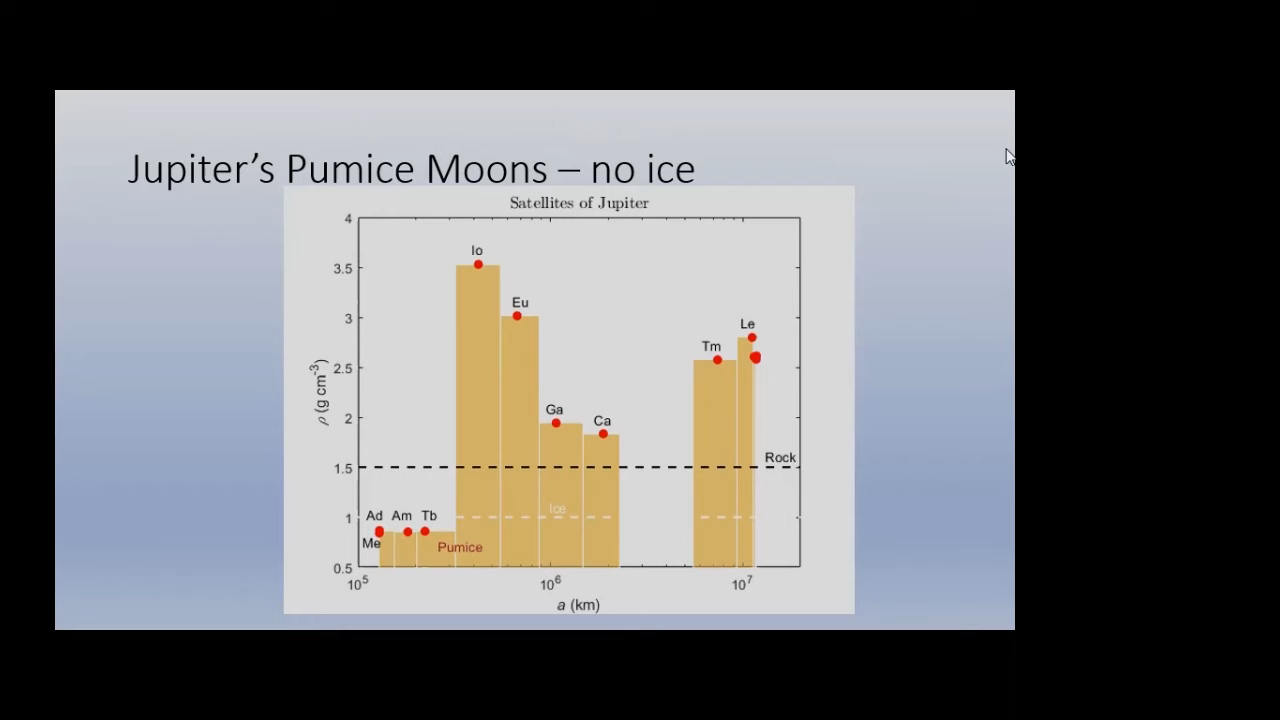 Jupiter's Pumice Moons – no ice
Satellites of Jupiter
4
3.5
3
2.5
2
1.5
1
0.5
ρ (g cm⁻³)
Io
Eu
Ga
Ca
Tm
Le
Rock
Ice
Ad Am Tb
Me
Pumice
10⁵ 10⁶ 10⁷
a (km)